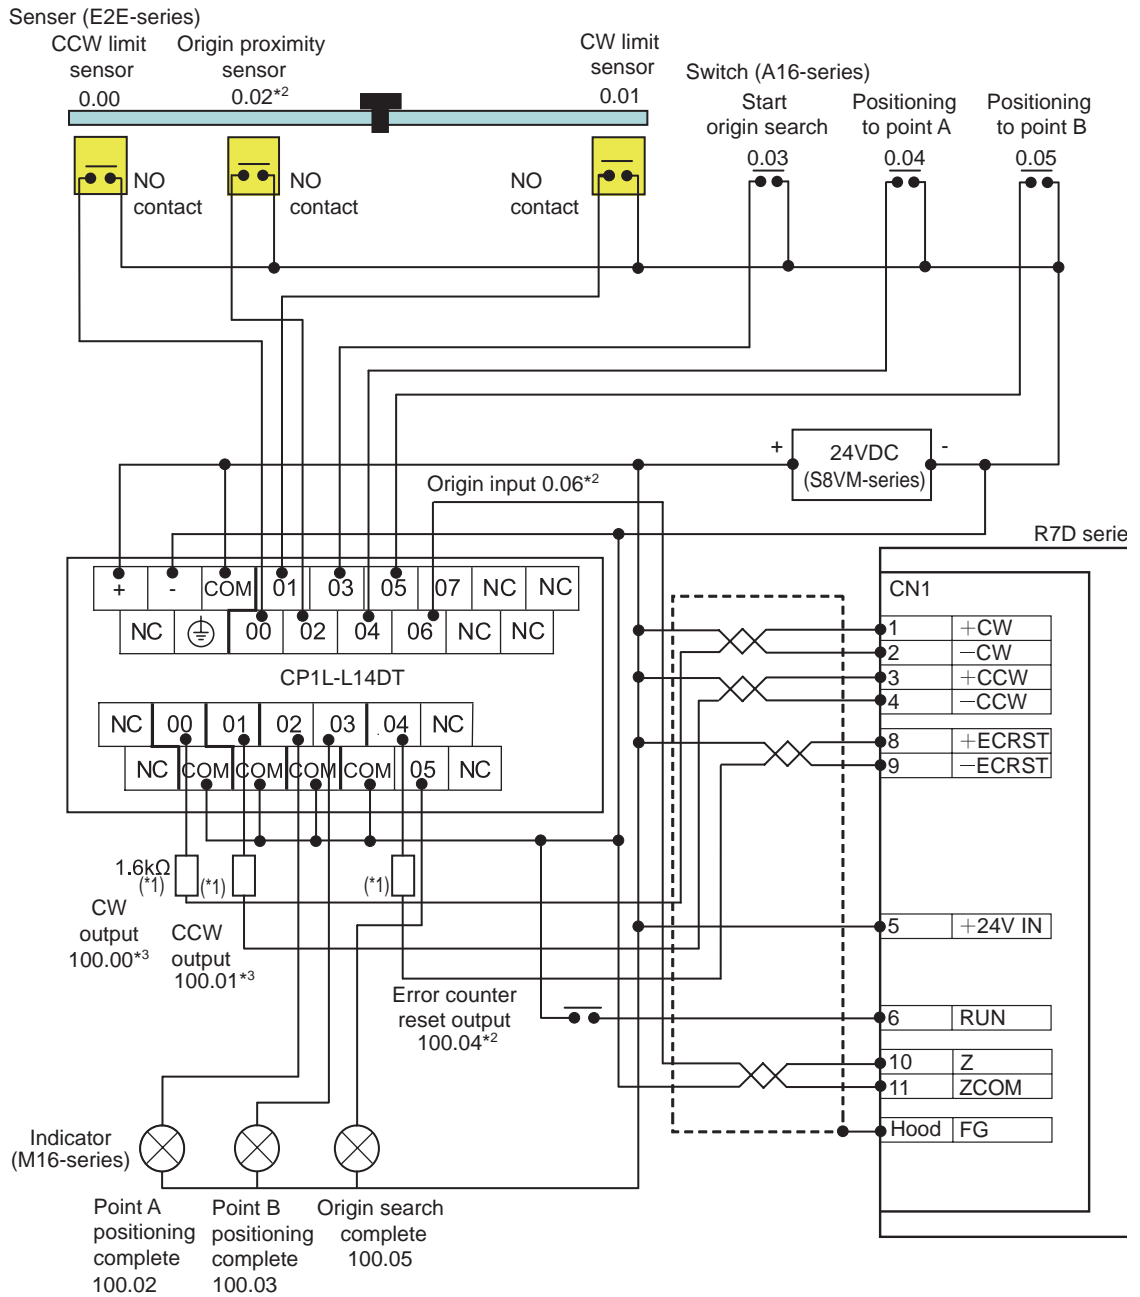 Senser (E2E-series)
CCW limit
sensor
0.00
Origin proximity
sensor
0.02*2
CW limit
sensor
0.01
Switch (A16-series)
Start
origin search
0.03
Positioning
to point A
0.04
Positioning
to point B
0.05
NO
contact
NO
contact
NO
contact
+
24VDC
(S8VM-series)
-
Origin input 0.06*2
R7D serie
+ - COM 01 03 05 07 NC NC
NC 00 02 04 06 NC NC
CP1L-L14DT
NC 00 01 02 03 04 NC
NC COM COM COM COM 05 NC
CN1
1 +CW
2 −CW
3 +CCW
4 −CCW
8 +ECRST
9 −ECRST
5 +24V IN
6 RUN
10 Z
11 ZCOM
Hood FG
1.6kΩ
(*1)
(*1)
(*1)
CW
output
100.00*3
CCW
output
100.01*3
Error counter
reset output
100.04*2
Indicator
(M16-series)
Point A
positioning
complete
100.02
Point B
positioning
complete
100.03
Origin search
complete
100.05